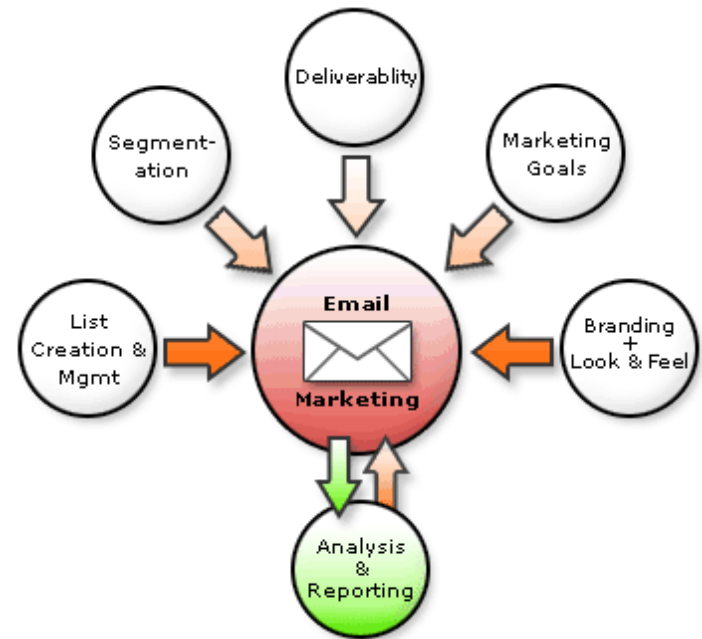 Deliverablity
Segment-
ation
Marketing
Goals
List
Creation &
Mgmt
Email
Marketing
Branding
+
Look & Feel
Analysis
&
Reporting